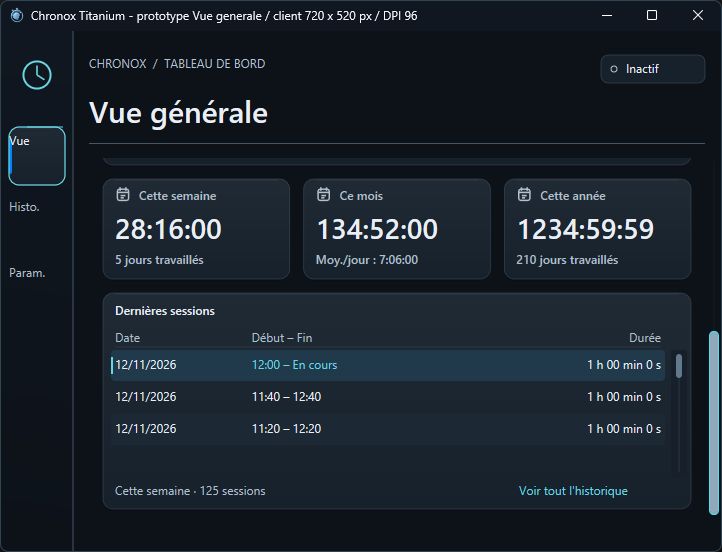 Chronox Titanium - prototype Vue generale / client 720 x 520 px / DPI 96
CHRONOX / TABLEAU DE BORD
Inactif
Vue générale
Vue
Histo.
Param.
Cette semaine
28:16:00
5 jours travaillés
Ce mois
134:52:00
Moy./jour : 7:06:00
Cette année
1234:59:59
210 jours travaillés
Dernières sessions
Date Début – Fin Durée
12/11/2026 12:00 – En cours 1 h 00 min 0 s
12/11/2026 11:40 – 12:40 1 h 00 min 0 s
12/11/2026 11:20 – 12:20 1 h 00 min 0 s
Cette semaine · 125 sessions Voir tout l'historique